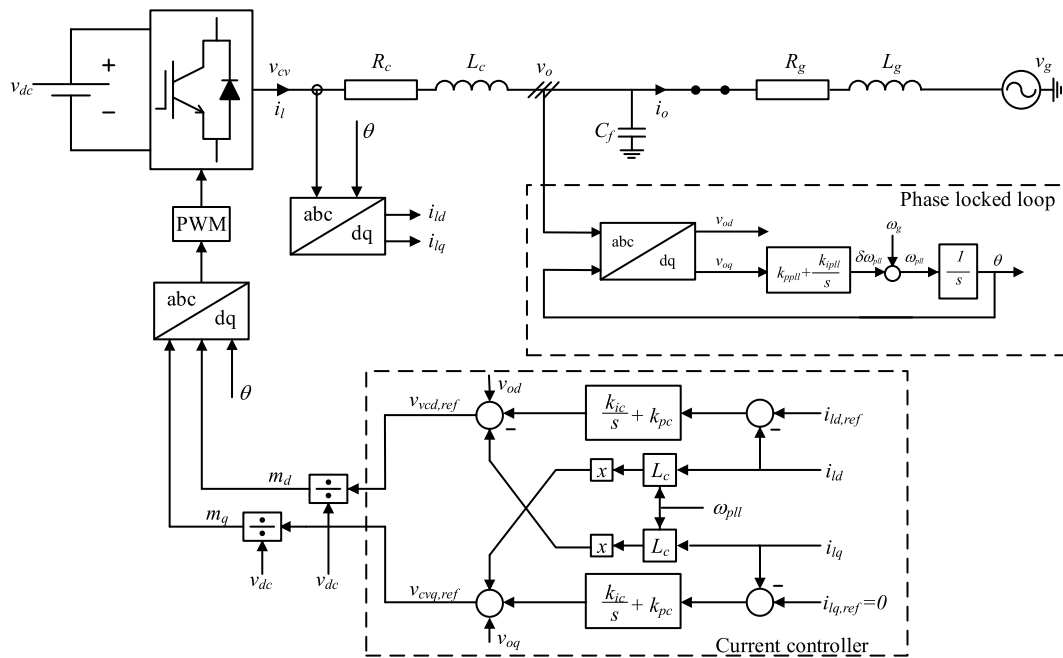 v_cv R_c L_c v_o R_g L_g v_g
v_dc + − i_l θ C_f i_o
Phase locked loop
abc dq i_ld
i_lq
PWM
abc dq v_od
v_oq k_ppll + k_ipll/s δω_pll ω_g ω_pll 1/s θ
abc dq
θ
v_od
v_vcd,ref k_ic/s + k_pc − i_ld,ref
−
m_d ÷ x L_c i_ld
ω_pll
m_q ÷ x L_c i_lq
v_dc v_dc
−
v_cvq,ref k_ic/s + k_pc i_lq,ref=0
v_oq
Current controller